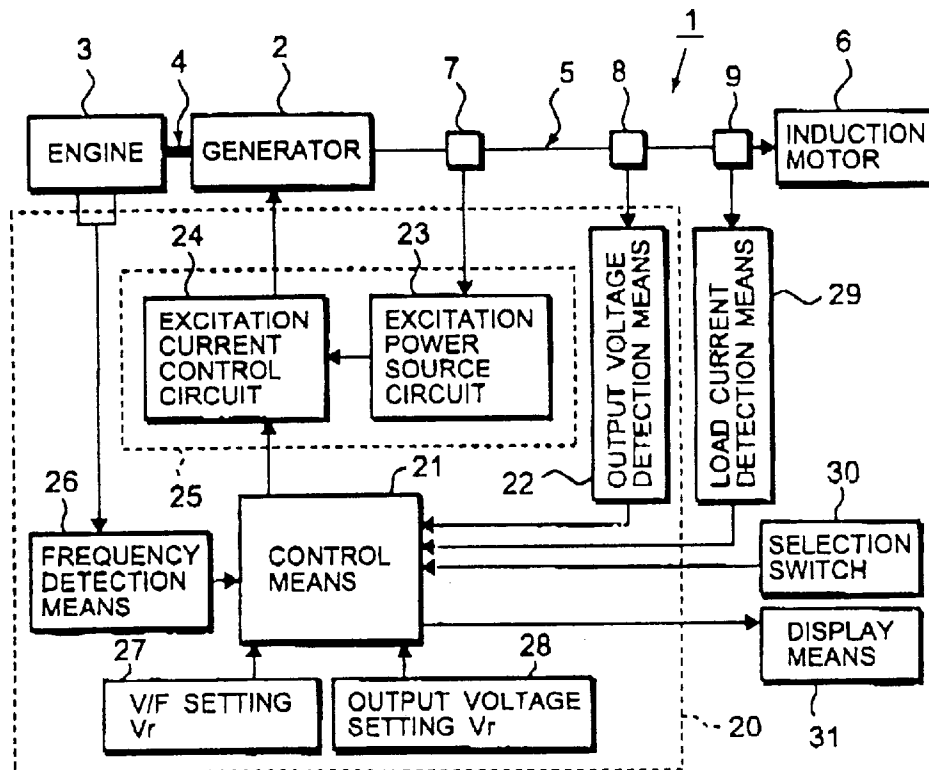 1
3
4
2
7
5
8
9
6
ENGINE
GENERATOR
INDUCTION
MOTOR
24
23
EXCITATION
CURRENT
CONTROL
CIRCUIT
EXCITATION
POWER
SOURCE
CIRCUIT
OUTPUT VOLTAGE
DETECTION MEANS
LOAD CURRENT
DETECTION MEANS
29
25
21
22
26
30
FREQUENCY
DETECTION
MEANS
CONTROL
MEANS
SELECTION
SWITCH
DISPLAY
MEANS
27
28
V/F SETTING
Vr
OUTPUT VOLTAGE
SETTING Vr
20
31